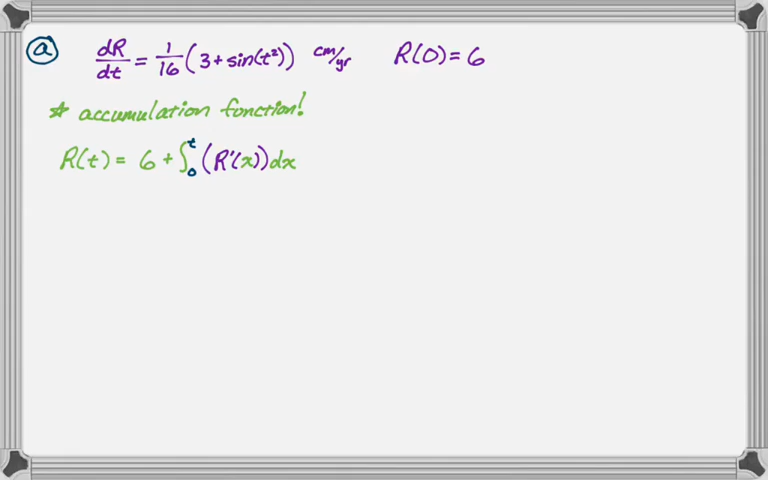 a dR/dt = 1/16 (3 + sin(t²)) cm/yr R(0) = 6
* accumulation function!
R(t) = 6 + ∫₀ᵗ (R'(x)) dx